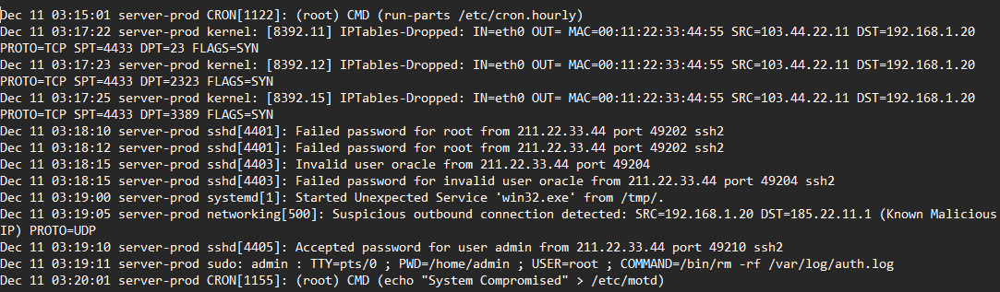 Dec 11 03:15:01 server-prod CRON[1122]: (root) CMD (run-parts /etc/cron.hourly)
Dec 11 03:17:22 server-prod kernel: [8392.11] IPTables-Dropped: IN=eth0 OUT= MAC=00:11:22:33:44:55 SRC=103.44.22.11 DST=192.168.1.20
PROTO=TCP SPT=4433 DPT=23 FLAGS=SYN
Dec 11 03:17:23 server-prod kernel: [8392.12] IPTables-Dropped: IN=eth0 OUT= MAC=00:11:22:33:44:55 SRC=103.44.22.11 DST=192.168.1.20
PROTO=TCP SPT=4433 DPT=2323 FLAGS=SYN
Dec 11 03:17:25 server-prod kernel: [8392.15] IPTables-Dropped: IN=eth0 OUT= MAC=00:11:22:33:44:55 SRC=103.44.22.11 DST=192.168.1.20
PROTO=TCP SPT=4433 DPT=3389 FLAGS=SYN
Dec 11 03:18:10 server-prod sshd[4401]: Failed password for root from 211.22.33.44 port 49202 ssh2
Dec 11 03:18:12 server-prod sshd[4401]: Failed password for root from 211.22.33.44 port 49202 ssh2
Dec 11 03:18:15 server-prod sshd[4403]: Invalid user oracle from 211.22.33.44 port 49204
Dec 11 03:18:15 server-prod sshd[4403]: Failed password for invalid user oracle from 211.22.33.44 port 49204 ssh2
Dec 11 03:19:00 server-prod systemd[1]: Started Unexpected Service 'win32.exe' from /tmp/.
Dec 11 03:19:05 server-prod networking[500]: Suspicious outbound connection detected: SRC=192.168.1.20 DST=185.22.11.1 (Known Malicious
IP) PROTO=UDP
Dec 11 03:19:10 server-prod sshd[4405]: Accepted password for user admin from 211.22.33.44 port 49210 ssh2
Dec 11 03:19:11 server-prod sudo: admin : TTY=pts/0 ; PWD=/home/admin ; USER=root ; COMMAND=/bin/rm -rf /var/log/auth.log
Dec 11 03:20:01 server-prod CRON[1155]: (root) CMD (echo "System Compromised" > /etc/motd)